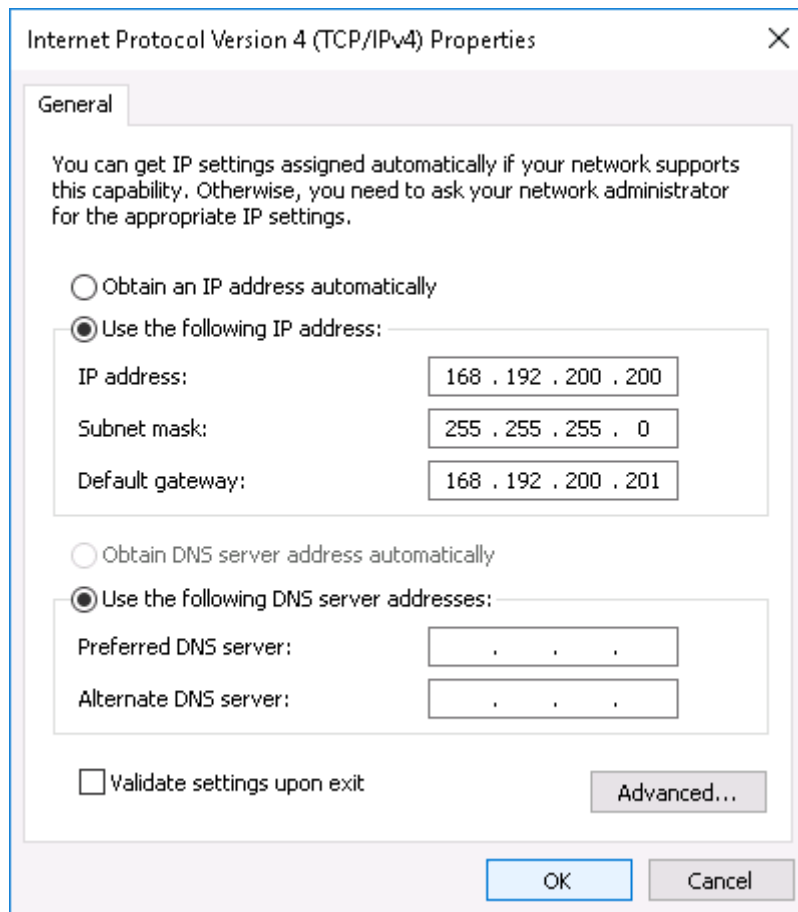 Internet Protocol Version 4 (TCP/IPv4) Properties
General
You can get IP settings assigned automatically if your network supports
this capability. Otherwise, you need to ask your network administrator
for the appropriate IP settings.
Obtain an IP address automatically
Use the following IP address:
IP address: 168 . 192 . 200 . 200
Subnet mask: 255 . 255 . 255 . 0
Default gateway: 168 . 192 . 200 . 201
Obtain DNS server address automatically
Use the following DNS server addresses:
Preferred DNS server: . . .
Alternate DNS server: . . .
Validate settings upon exit
Advanced...
OK Cancel